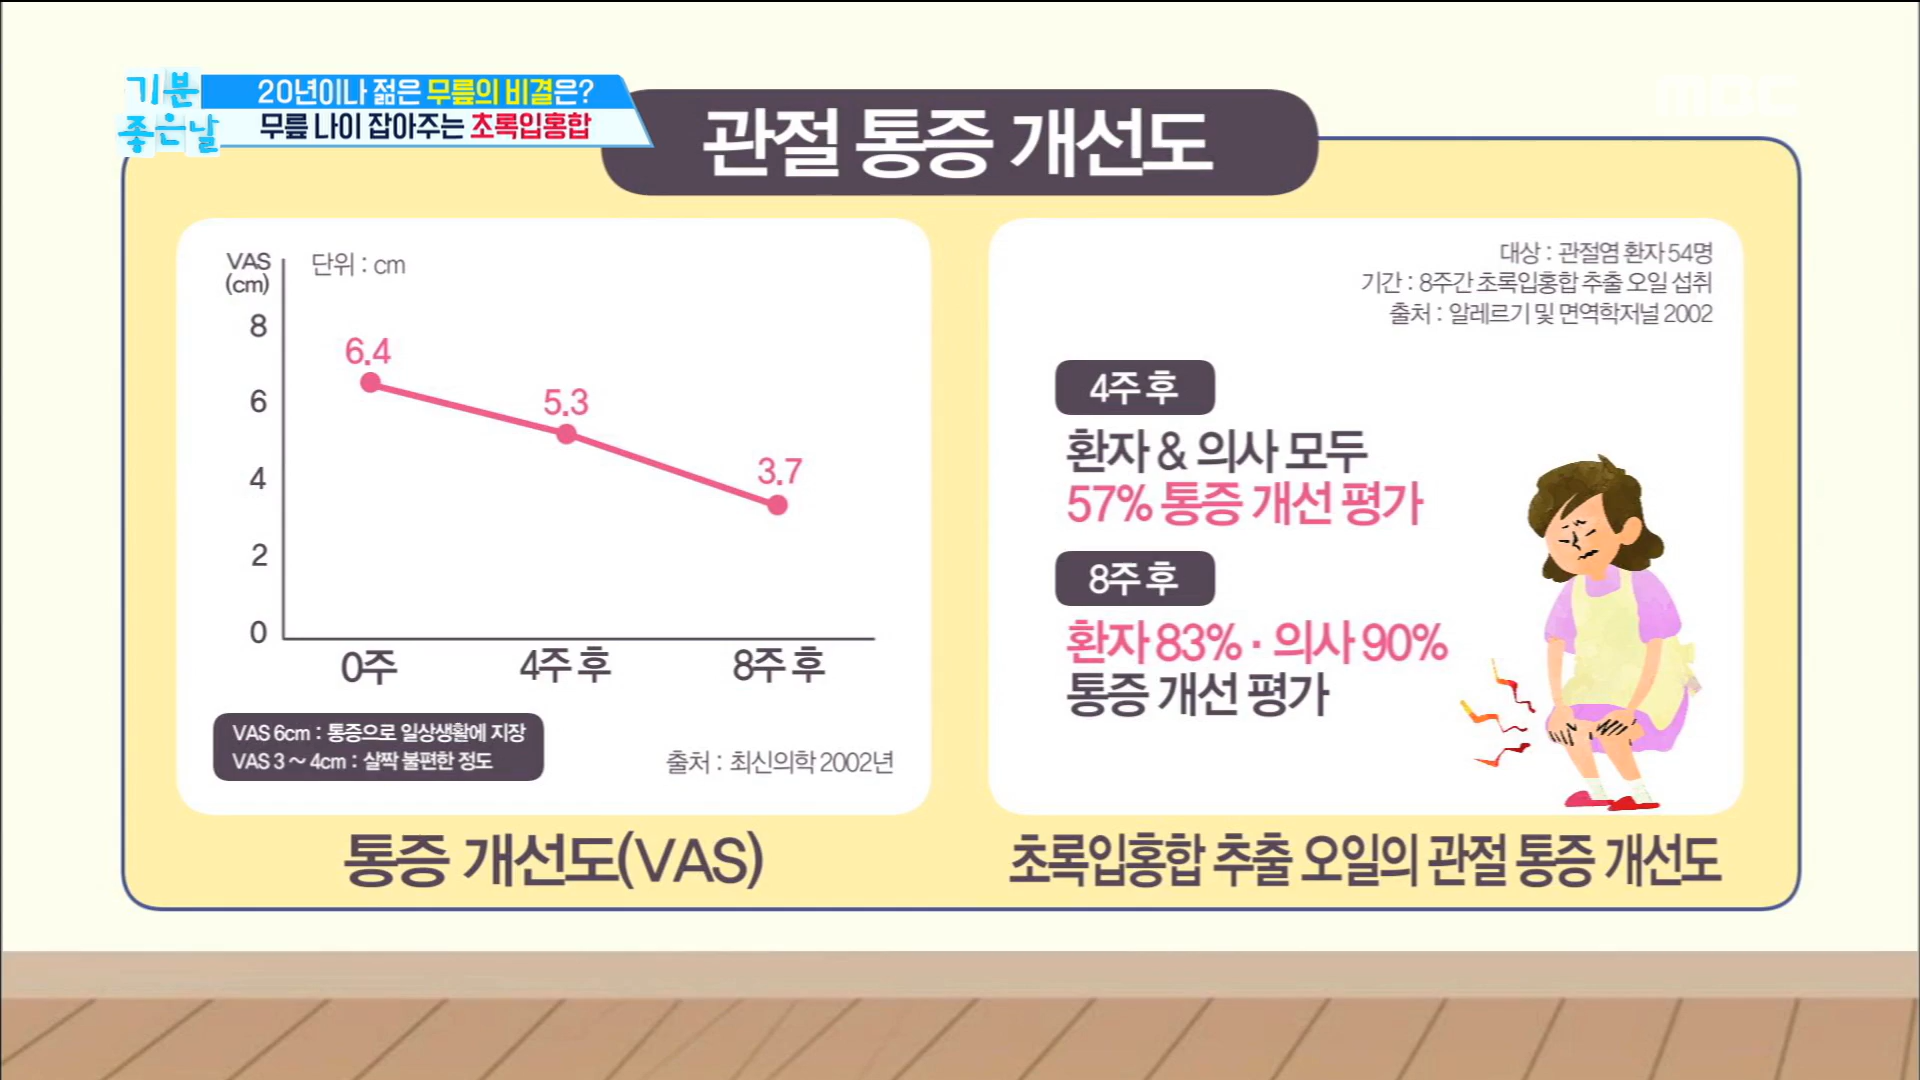 기분
좋은날
20년이나 젊은 무릎의 비결은?
무릎 나이 잡아주는 초록입홍합
MBC
관절 통증 개선도
VAS
(cm)
단위 : cm
8
6
4
2
0
6.4
5.3
3.7
0주
4주 후
8주 후
VAS 6cm : 통증으로 일상생활에 지장
VAS 3 ~ 4cm : 살짝 불편한 정도
출처 : 최신의학 2002년
통증 개선도(VAS)
대상 : 관절염 환자 54명
기간 : 8주간 초록입홍합 추출 오일 섭취
출처 : 알레르기 및 면역학저널 2002
4주 후
환자 & 의사 모두
57% 통증 개선 평가
8주 후
환자 83% · 의사 90%
통증 개선 평가
초록입홍합 추출 오일의 관절 통증 개선도